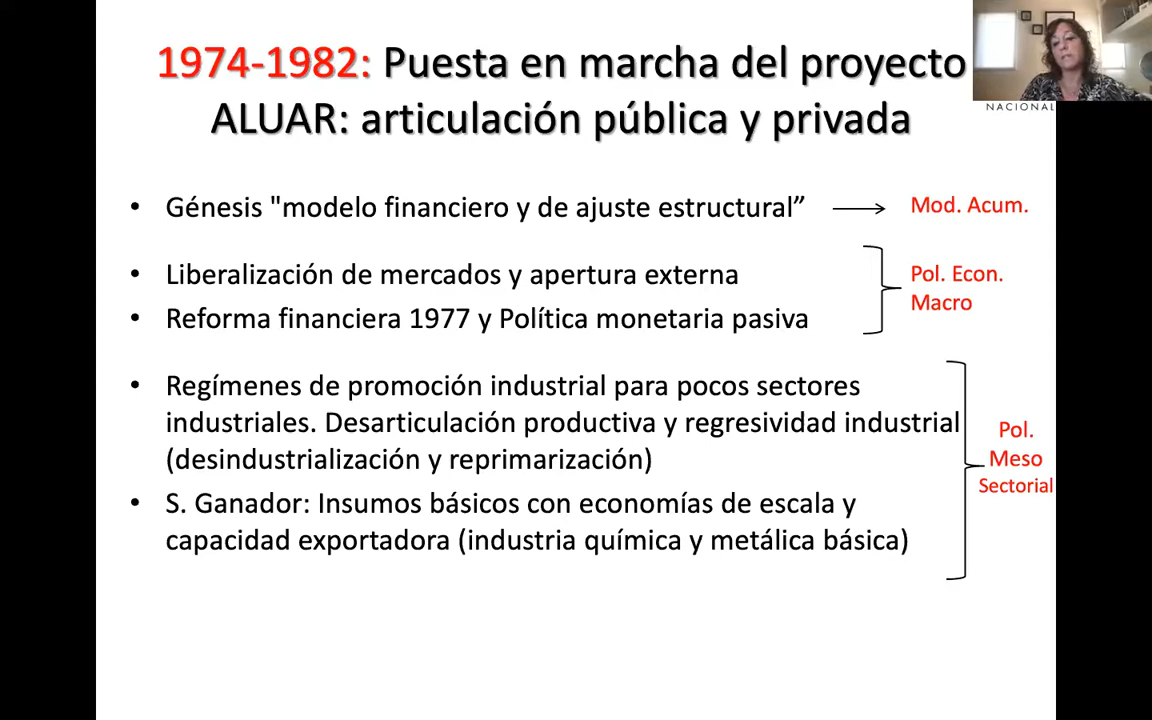 1974-1982: Puesta en marcha del proyecto
ALUAR: articulación pública y privada
NACIONAL
• Génesis "modelo financiero y de ajuste estructural”
Mod. Acum.
• Liberalización de mercados y apertura externa
• Reforma financiera 1977 y Política monetaria pasiva
Pol. Econ.
Macro
• Regímenes de promoción industrial para pocos sectores
industriales. Desarticulación productiva y regresividad industrial
(desindustrialización y reprimarización)
• S. Ganador: Insumos básicos con economías de escala y
capacidad exportadora (industria química y metálica básica)
Pol.
Meso
Sectorial